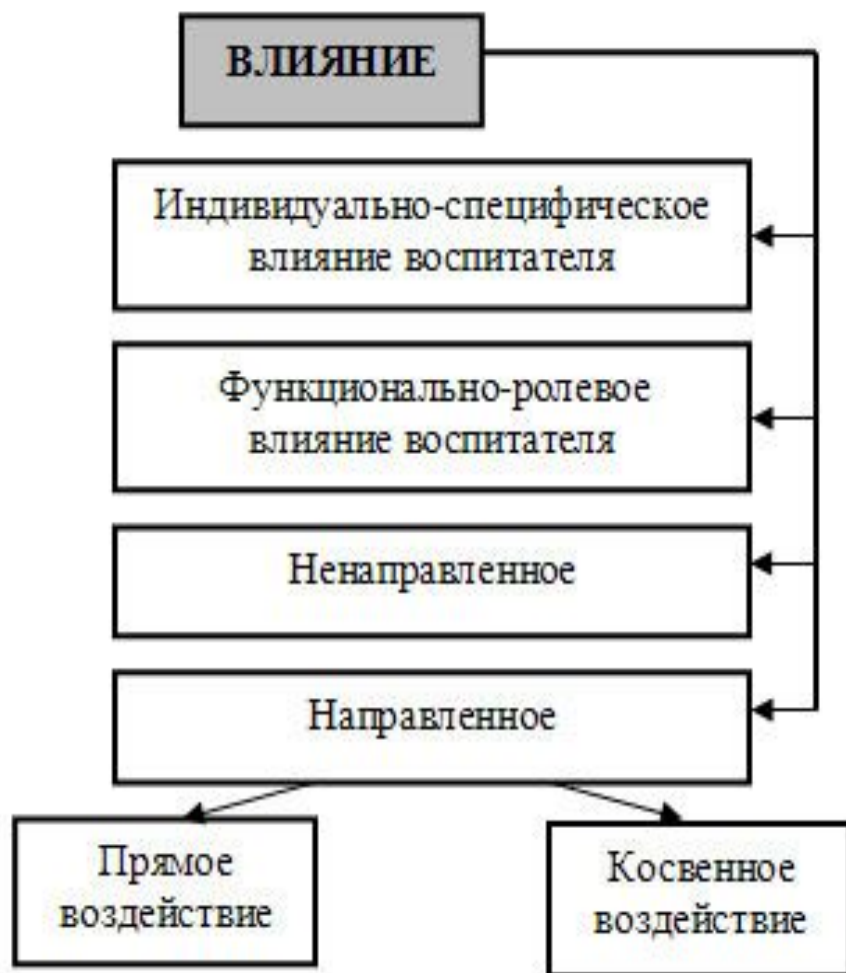 ВЛИЯНИЕ
Индивидуально-специфическое
влияние воспитателя
Функционально-ролевое
влияние воспитателя
Ненаправленное
Направленное
Прямое
воздействие
Косвенное
воздействие